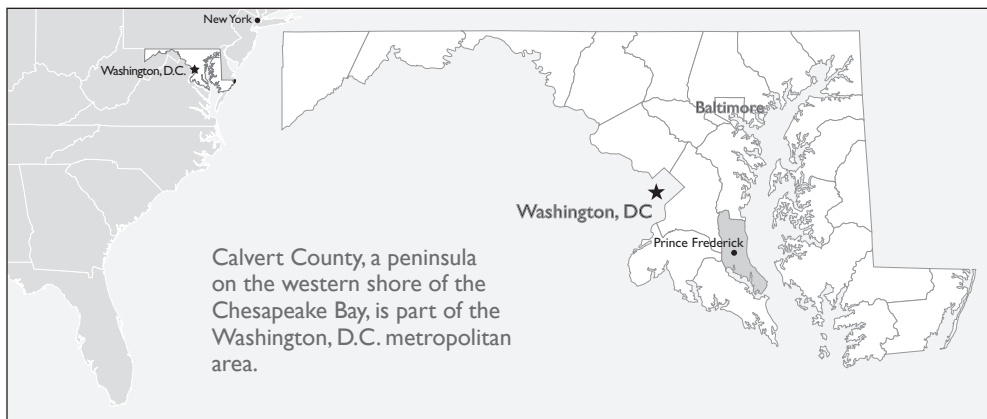 New York
Washington, D.C.
Baltimore
Washington, DC
Prince Frederick
Calvert County, a peninsula
on the western shore of the
Chesapeake Bay, is part of the
Washington, D.C. metropolitan
area.